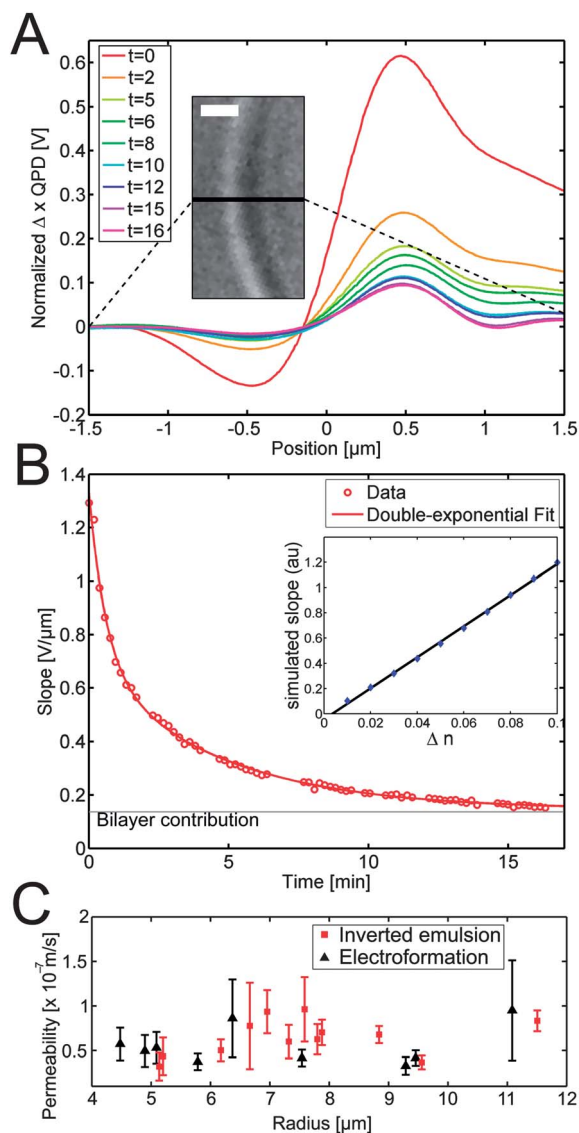 A
Normalized Δ x QPD [V]
0.6
0.5
0.4
0.3
0.2
0.1
0
-0.1
-0.2
t=0
t=2
t=5
t=6
t=8
t=10
t=12
t=15
t=16
-1.5 -1 -0.5 0 0.5 1 1.5
Position [µm]
B
Slope [V/µm]
1.4
1.2
1
0.8
0.6
0.4
0.2
0
Data
Double-exponential Fit
simulated slope (au)
1.2
1
0.8
0.6
0.4
0.2
0
0.02 0.04 0.06 0.08 0.1
Δ n
Bilayer contribution
0 5 10 15
Time [min]
C
Permeability [x 10⁻⁷m/s]
2
1.5
1
0.5
Inverted emulsion
Electroformation
4 5 6 7 8 9 10 11 12
Radius [µm]